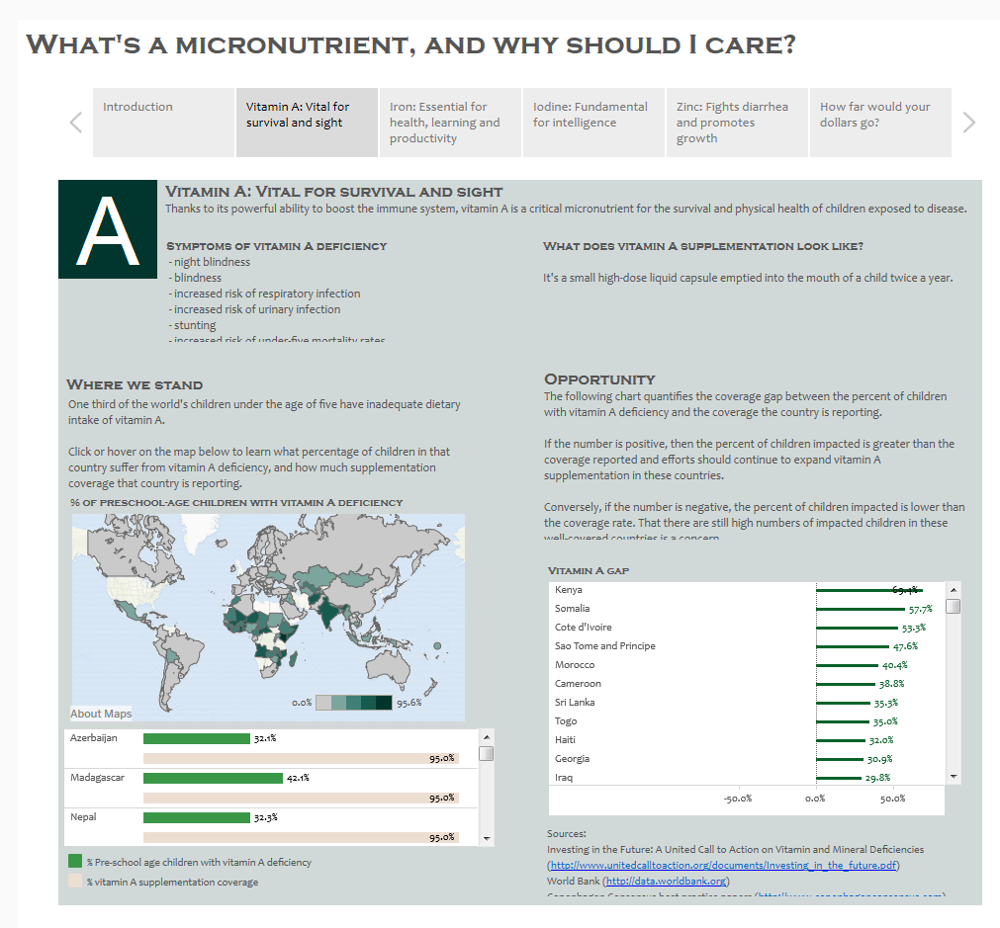 What's a micronutrient, and why should I care?
Introduction
Vitamin A: Vital for
survival and sight
Iron: Essential for
health, learning and
productivity
Iodine: Fundamental
for intelligence
Zinc: Fights diarrhea
and promotes
growth
How far would your
dollars go?
A
Vitamin A: Vital for survival and sight
Thanks to its powerful ability to boost the immune system, vitamin A is a critical micronutrient for the survival and physical health of children exposed to disease.
Symptoms of vitamin A deficiency
- night blindness
- blindness
- increased risk of respiratory infection
- increased risk of urinary infection
- stunting
- increased risk of under-five mortality rates
What does vitamin A supplementation look like?
It's a small high-dose liquid capsule emptied into the mouth of a child twice a year.
Where we stand
One third of the world's children under the age of five have inadequate dietary
intake of vitamin A.
Click or hover on the map below to learn what percentage of children in that
country suffer from vitamin A deficiency, and how much supplementation
coverage that country is reporting.
% of preschool-age children with vitamin A deficiency
0.0%
95.6%
About Maps
Azerbaijan
32.1%
95.0%
Madagascar
42.1%
95.0%
Nepal
32.3%
95.0%
% Pre-school age children with vitamin A deficiency
% vitamin A supplementation coverage
Opportunity
The following chart quantifies the coverage gap between the percent of children
with vitamin A deficiency and the coverage the country is reporting.
If the number is positive, then the percent of children impacted is greater than the
coverage reported and efforts should continue to expand vitamin A
supplementation in these countries.
Conversely, if the number is negative, the percent of children impacted is lower than
the coverage rate. That there are still high numbers of impacted children in these
well-covered countries is a concern
Vitamin A gap
Kenya 69.4%
Somalia 57.7%
Cote d'Ivoire 53.3%
Sao Tome and Principe 47.6%
Morocco 40.4%
Cameroon 38.8%
Sri Lanka 35.3%
Togo 35.0%
Haiti 32.0%
Georgia 30.9%
Iraq 29.8%
-50.0% 0.0% 50.0%
Sources:
Investing in the Future: A United Call to Action on Vitamin and Mineral Deficiencies
(http://www.unitedcalltoaction.org/documents/Investing_in_the_future.pdf)
World Bank (http://data.worldbank.org)
Copenhagen Consensus best practice papers (http://www.copenhagenconsensus.com)